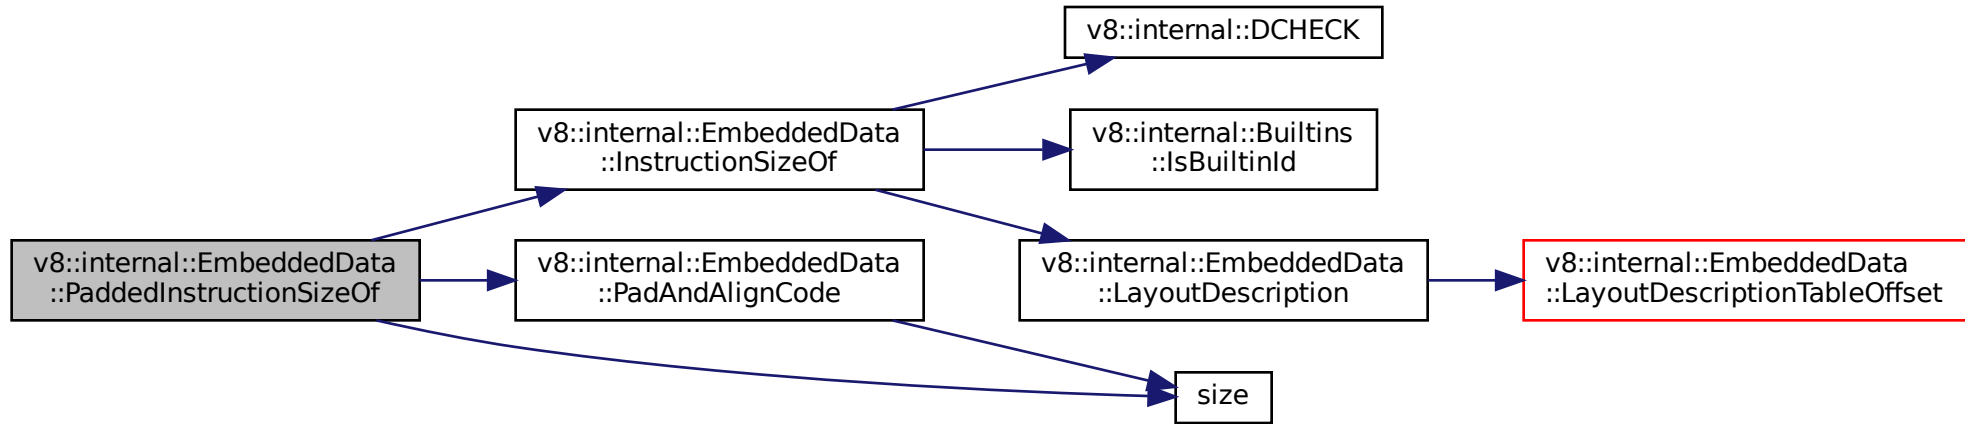 v8::internal::DCHECK
v8::internal::EmbeddedData
::InstructionSizeOf
v8::internal::Builtins
::IsBuiltinId
v8::internal::EmbeddedData
::PaddedInstructionSizeOf
v8::internal::EmbeddedData
::PadAndAlignCode
v8::internal::EmbeddedData
::LayoutDescription
v8::internal::EmbeddedData
::LayoutDescriptionTableOffset
size